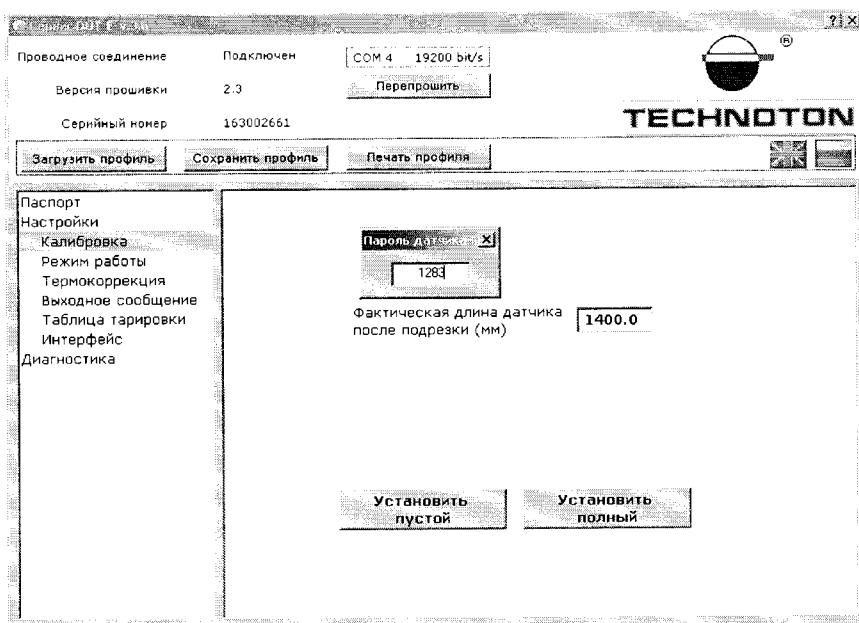 ? X
Проводное соединение Подключен COM 4 19200 bit/s
Версия прошивки 2.3 Перепрошить
Серийный номер 163002661
®
TECHNOTON
Загрузить профиль Сохранить профиль Печать профиля
Паспорт
Настройки
Калибровка
Режим работы
Термокоррекция
Выходное сообщение
Таблица тарировки
Интерфейс
Диагностика
Пароль датчика X
1283
Фактическая длина датчика
после подрезки (мм)
1400.0
Установить
пустой
Установить
полный